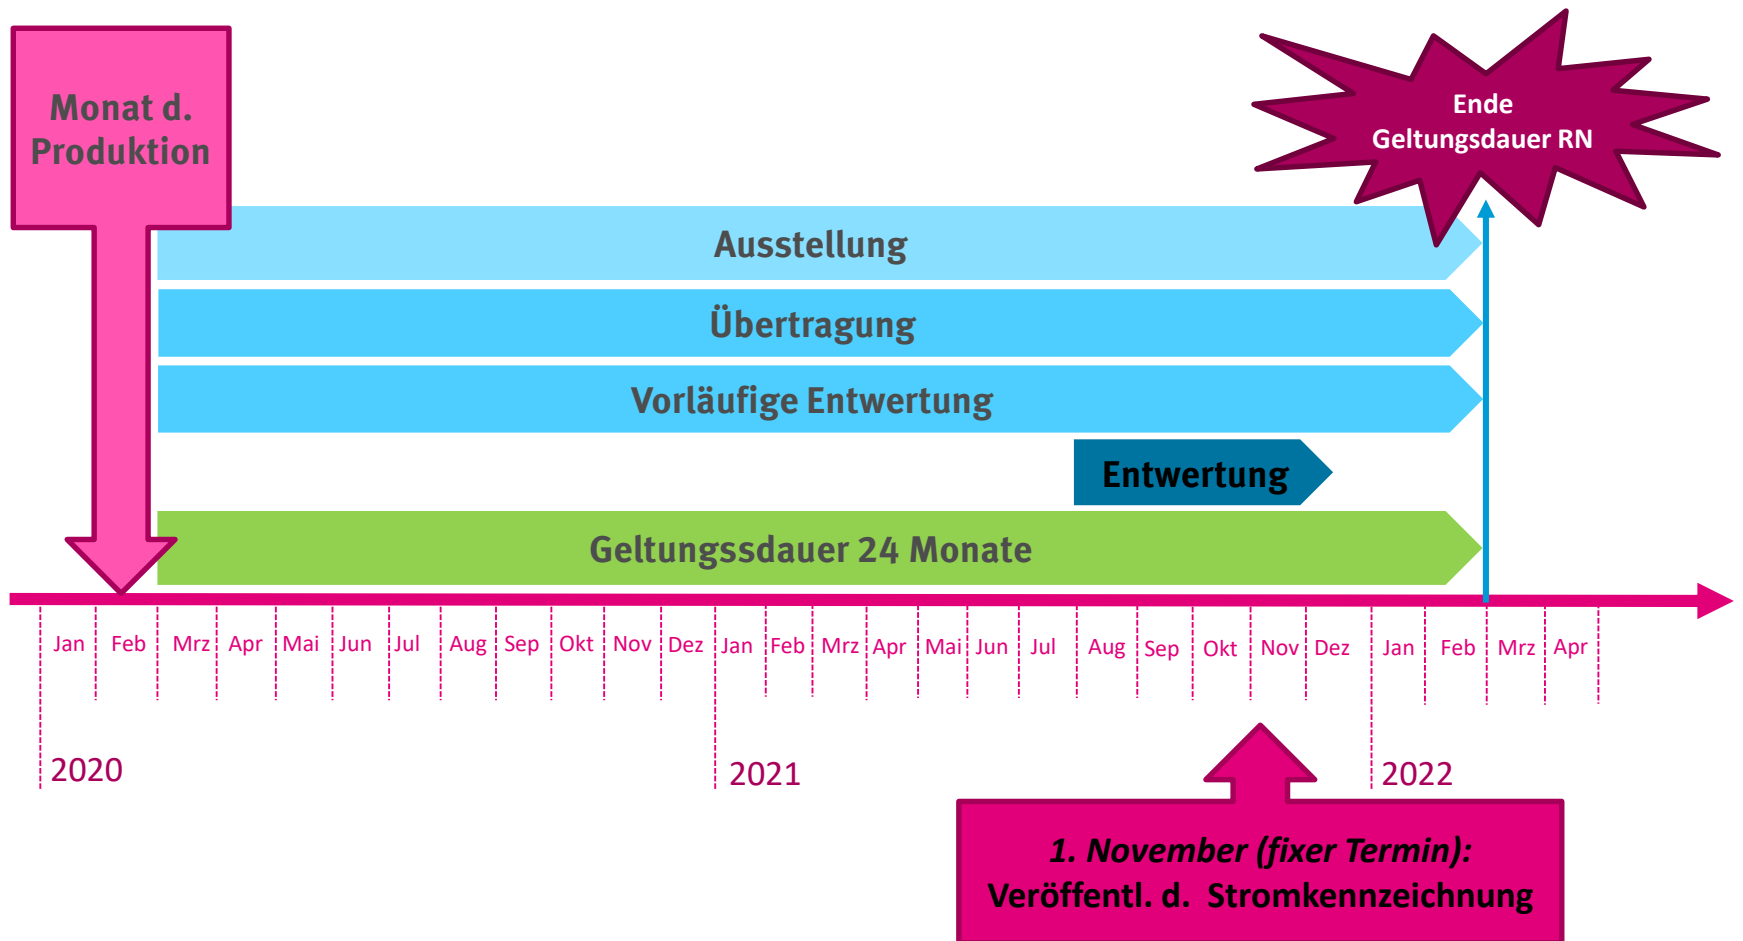 Monat d.
Produktion
Ende
Geltungsdauer RN
Ausstellung
Übertragung
Vorläufige Entwertung
Entwertung
Geltungssdauer 24 Monate
Jan Feb Mrz Apr Mai Jun Jul Aug Sep Okt Nov Dez Jan Feb Mrz Apr Mai Jun Jul Aug Sep Okt Nov Dez Jan Feb Mrz Apr
2020 2021 2022
1. November (fixer Termin):
Veröffentl. d. Stromkennzeichnung